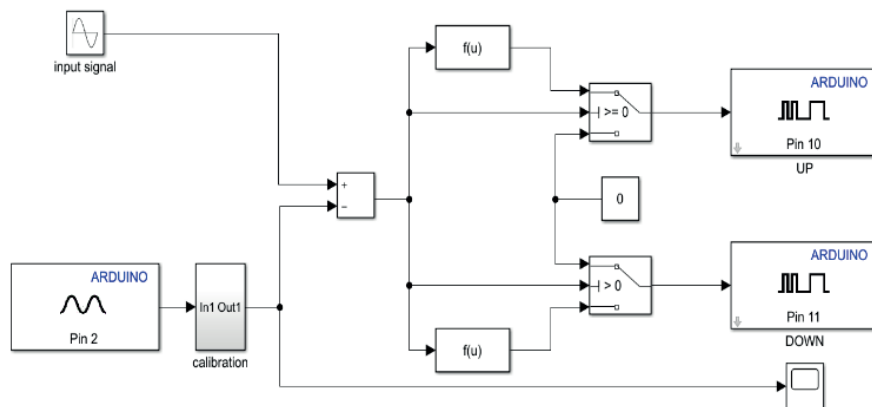 input signal
f(u)
>= 0
ARDUINO
Pin 10
UP
+
−
0
ARDUINO
Pin 2
In1 Out1
calibration
> 0
f(u)
ARDUINO
Pin 11
DOWN